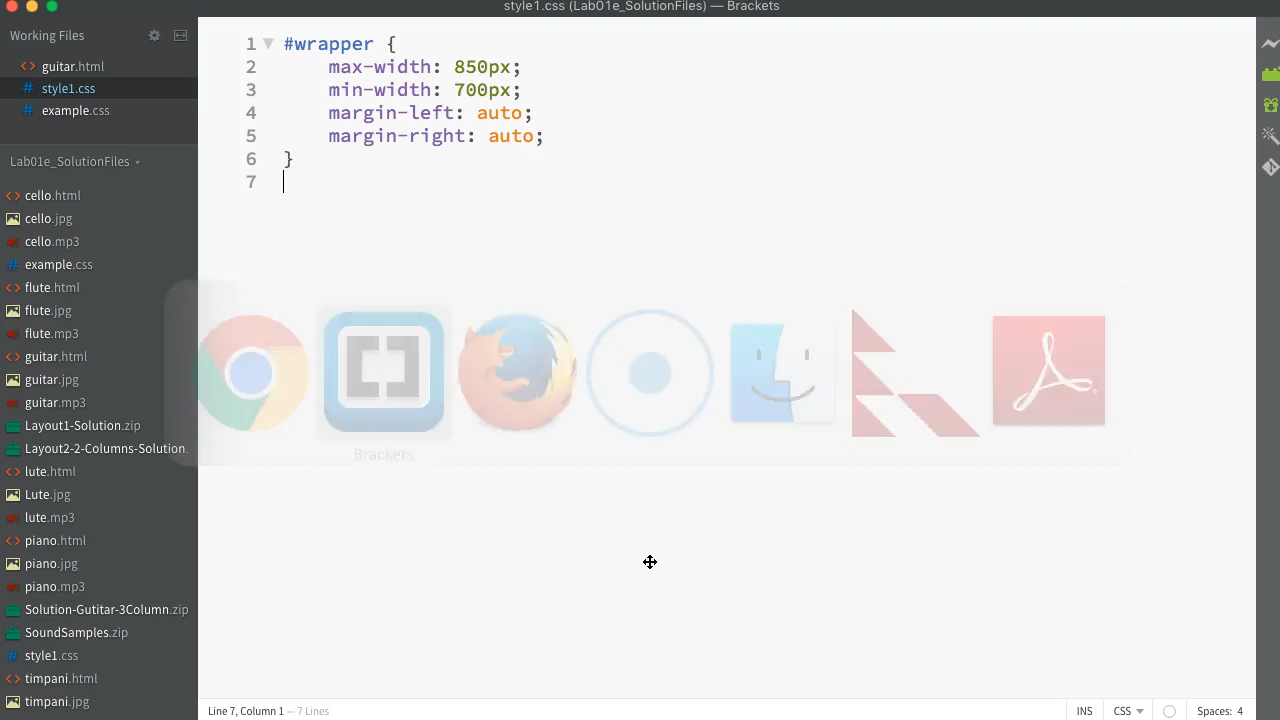 style1.css (Lab01e_SolutionFiles) — Brackets
Working Files
guitar.html
style1.css
example.css
Lab01e_SolutionFiles
cello.html
cello.jpg
cello.mp3
example.css
flute.html
flute.jpg
flute.mp3
guitar.html
guitar.jpg
guitar.mp3
Layout1-Solution.zip
Layout2-2-Columns-Solution.
lute.html
Lute.jpg
lute.mp3
piano.html
piano.jpg
piano.mp3
Solution-Gutitar-3Column.zip
SoundSamples.zip
style1.css
timpani.html
timpani.jpg
1 #wrapper {
2 max-width: 850px;
3 min-width: 700px;
4 margin-left: auto;
5 margin-right: auto;
6 }
7
Brackets
Line 7, Column 1 — 7 Lines
INS
CSS
Spaces: 4